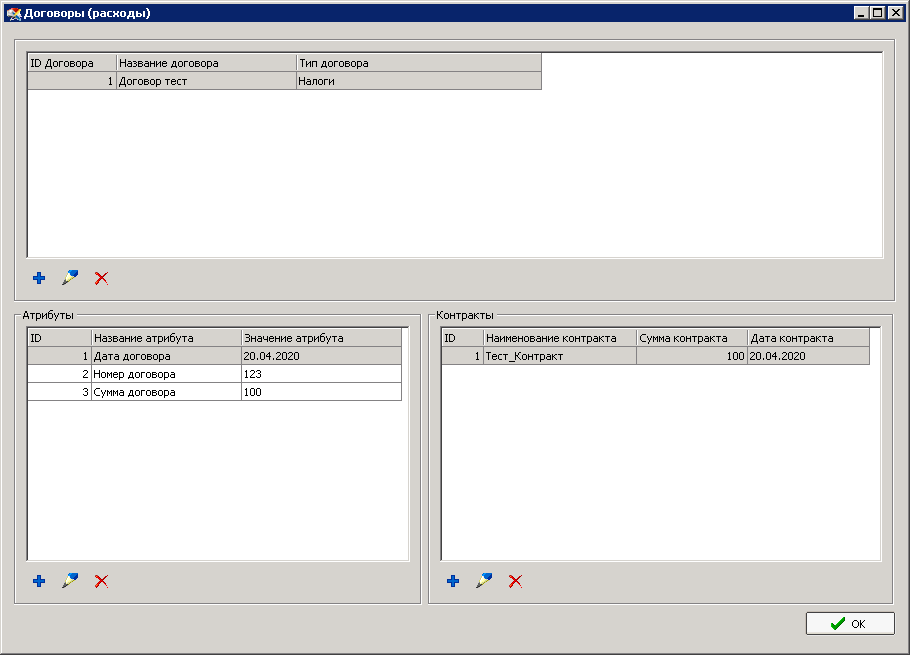 Договоры (расходы)
ID Договора Название договора Тип договора
1 Договор тест Налоги
Атрибуты
ID Название атрибута Значение атрибута
1 Дата договора 20.04.2020
2 Номер договора 123
3 Сумма договора 100
Контракты
ID Наименование контракта Сумма контракта Дата контракта
1 Тест_Контракт 100 20.04.2020
OK